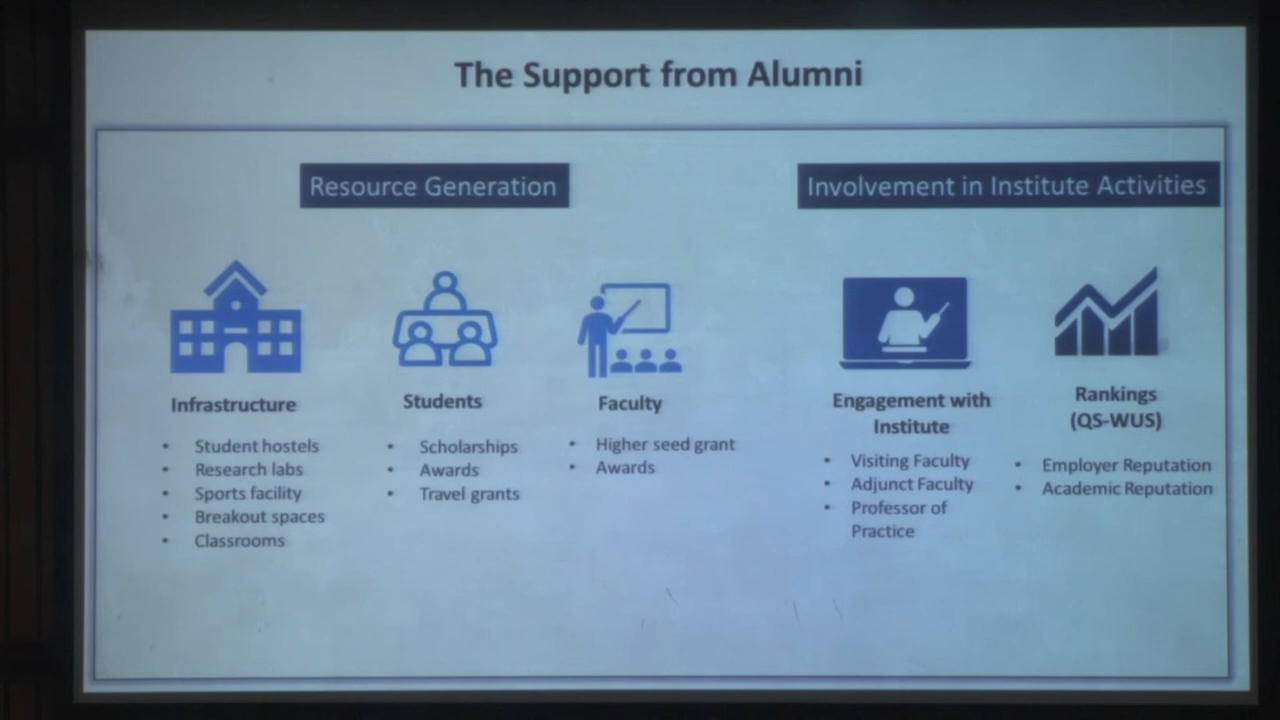 The Support from Alumni
Resource Generation
Infrastructure
• Student hostels
• Research labs
• Sports facility
• Breakout spaces
• Classrooms
Students
• Scholarships
• Awards
• Travel grants
Faculty
• Higher seed grant
• Awards
Involvement in Institute Activities
Engagement with
Institute
• Visiting Faculty
• Adjunct Faculty
• Professor of
Practice
Rankings
(QS-WUS)
• Employer Reputation
• Academic Reputation